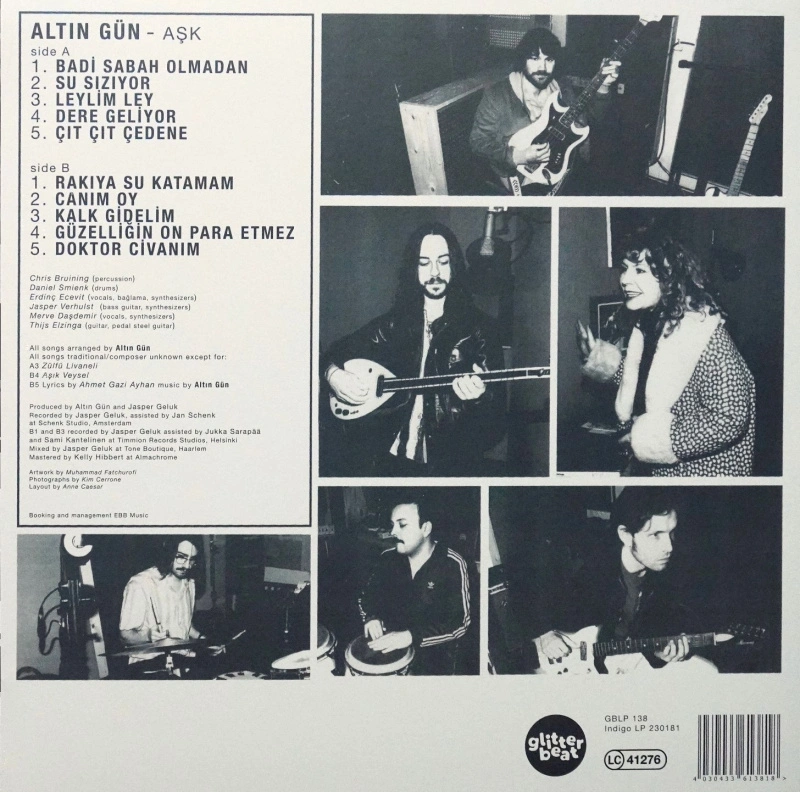 ALTIN GÜN - AŞK
side A
1. BADİ SABAH OLMADAN
2. SU SIZIYOR
3. LEYLİM LEY
4. DERE GELİYOR
5. ÇIT ÇIT ÇEDENE
side B
1. RAKIYA SU KATAMAM
2. CANIM OY
3. KALK GİDELİM
4. GÜZELLİĞİN ON PARA ETMEZ
5. DOKTOR CİVANIM
Chris Bruining (percussion)
Daniel Smienk (drums)
Erdinç Ecevit (vocals, bağlama, synthesizers)
Jasper Verhulst (bass guitar, synthesizers)
Merve Daşdemir (vocals, synthesizers)
Thijs Elzinga (guitar, pedal steel guitar)
All songs arranged by Altın Gün
All songs traditional/composer unknown except for:
A3 Zülfü Livaneli
B4 Aşık Veysel
B5 Lyrics by Ahmet Gazi Ayhan music by Altın Gün
Produced by Altın Gün and Jasper Geluk
Recorded by Jasper Geluk, assisted by Jan Schenk
at Schenk Studio, Amsterdam
B1 and B3 recorded by Jasper Geluk assisted by Jukka Sarapää
and Sami Kantelinen at Timmion Records Studios, Helsinki
Mixed by Jasper Geluk at Tone Boutique, Haarlem
Mastered by Kelly Hibbert at Almachrome
Artwork by Muhammad Fatchurofi
Photographs by Kim Cerrone
Layout by Anne Caesar
Booking and management EBB Music
glitter
beat
GBLP 138
Indigo LP 230181
LC 41276
4 030433 613818 >